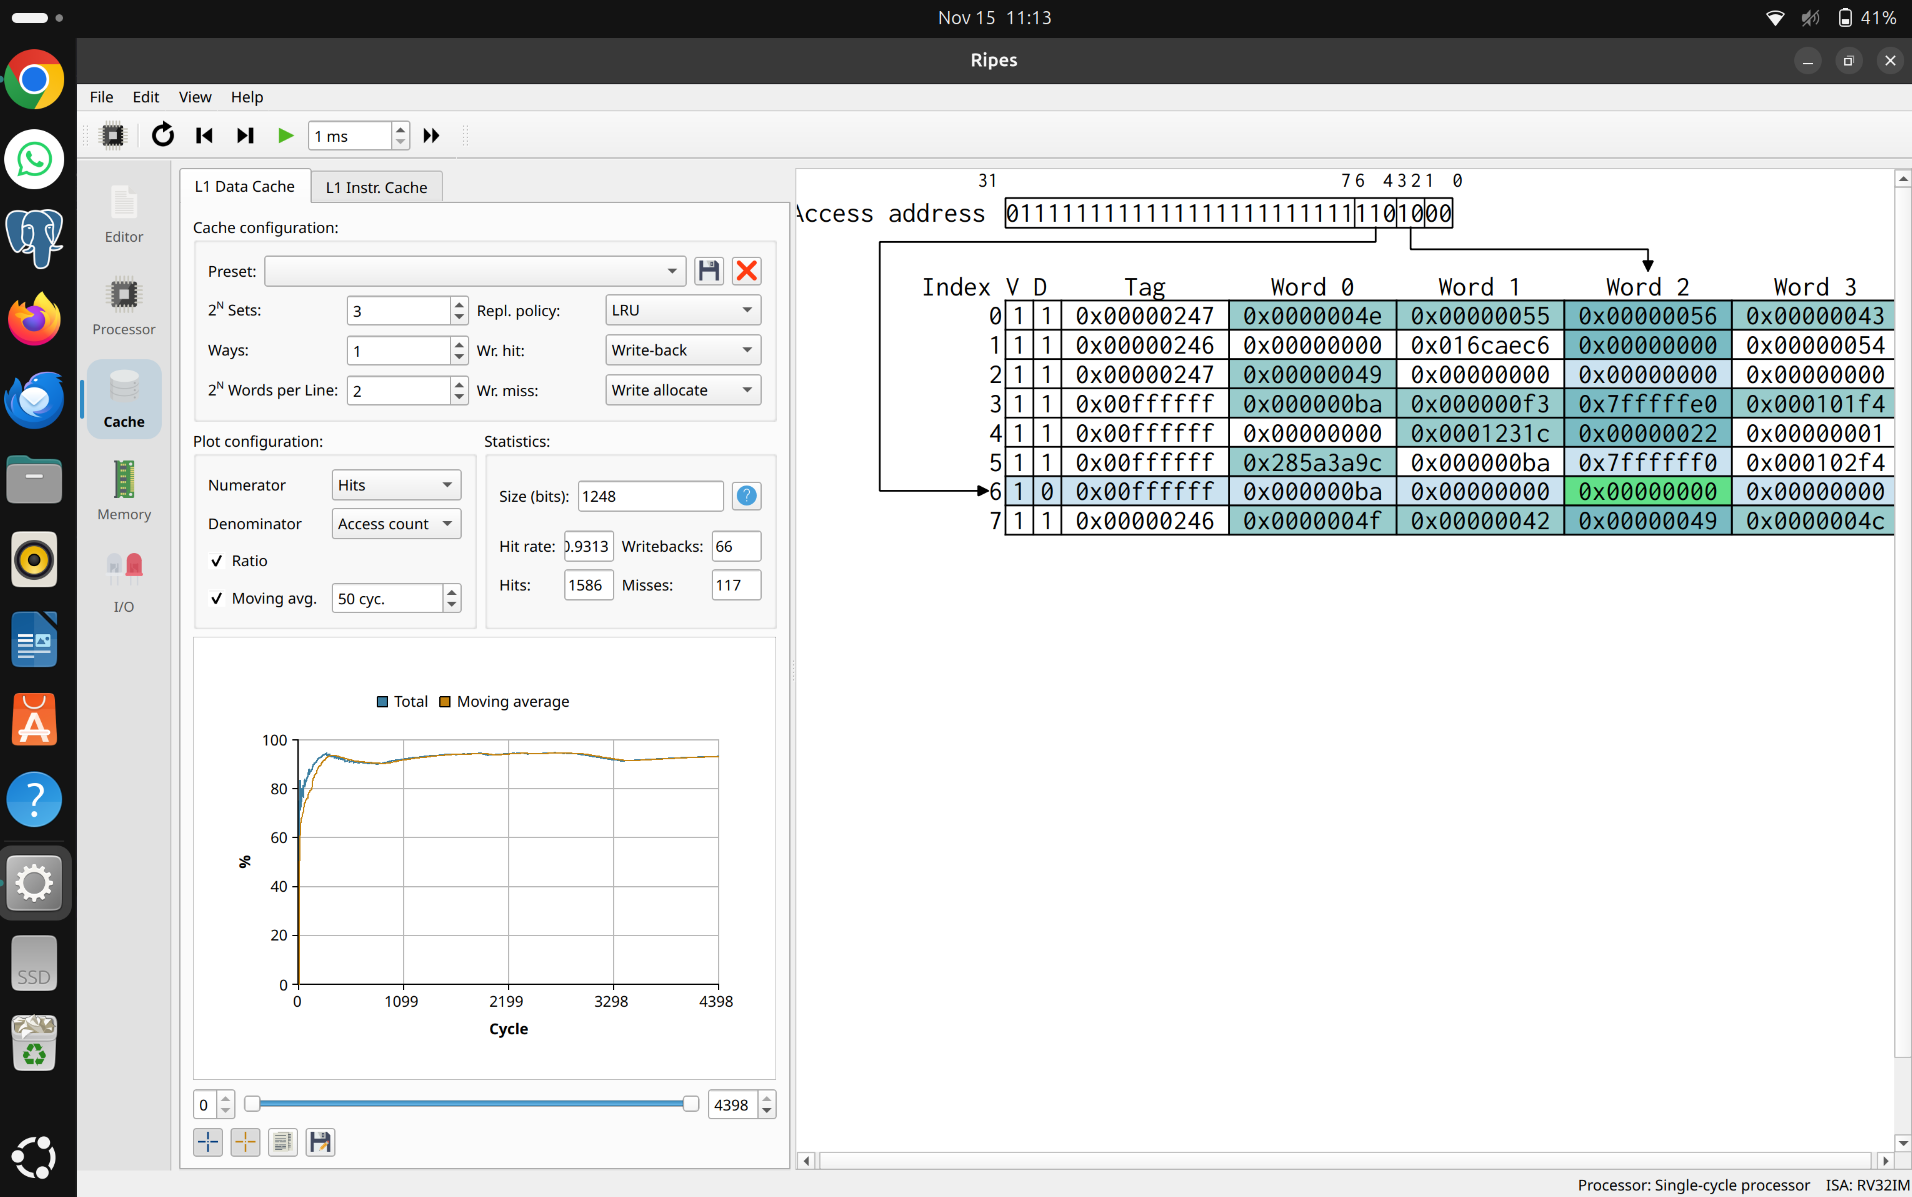 Nov 15 11:13
41%
Ripes
File Edit View Help
1 ms
Editor
Processor
Cache
Memory
I/O
L1 Data Cache L1 Instr. Cache
Cache configuration:
Preset:
2N Sets: 3 Repl. policy: LRU
Ways: 1 Wr. hit: Write-back
2N Words per Line: 2 Wr. miss: Write allocate
Plot configuration: Statistics:
Numerator Hits
Denominator Access count
Ratio
Moving avg. 50 cyc.
Size (bits): 1248 ?
Hit rate: 0.9313 Writebacks: 66
Hits: 1586 Misses: 117
Total Moving average
100
80
60
40
20
0
%
0 1099 2199 3298 4398
Cycle
0 4398
31 7 6 4 3 2 1 0
Access address 01111111111111111111111111101000
Index V D Tag Word 0 Word 1 Word 2 Word 3
0 1 1 0x00000247 0x0000004e 0x00000055 0x00000056 0x00000043
1 1 1 0x00000246 0x00000000 0x016caec6 0x00000000 0x00000054
2 1 1 0x00000247 0x00000049 0x00000000 0x00000000 0x00000000
3 1 1 0x00ffffff 0x000000ba 0x000000f3 0x7fffffe0 0x000101f4
4 1 1 0x00ffffff 0x00000000 0x0001231c 0x00000022 0x00000001
5 1 1 0x00ffffff 0x285a3a9c 0x000000ba 0x7ffffff0 0x000102f4
6 1 0 0x00ffffff 0x000000ba 0x00000000 0x00000000 0x00000000
7 1 1 0x00000246 0x0000004f 0x00000042 0x00000049 0x0000004c
SSD
Processor: Single-cycle processor ISA: RV32IM